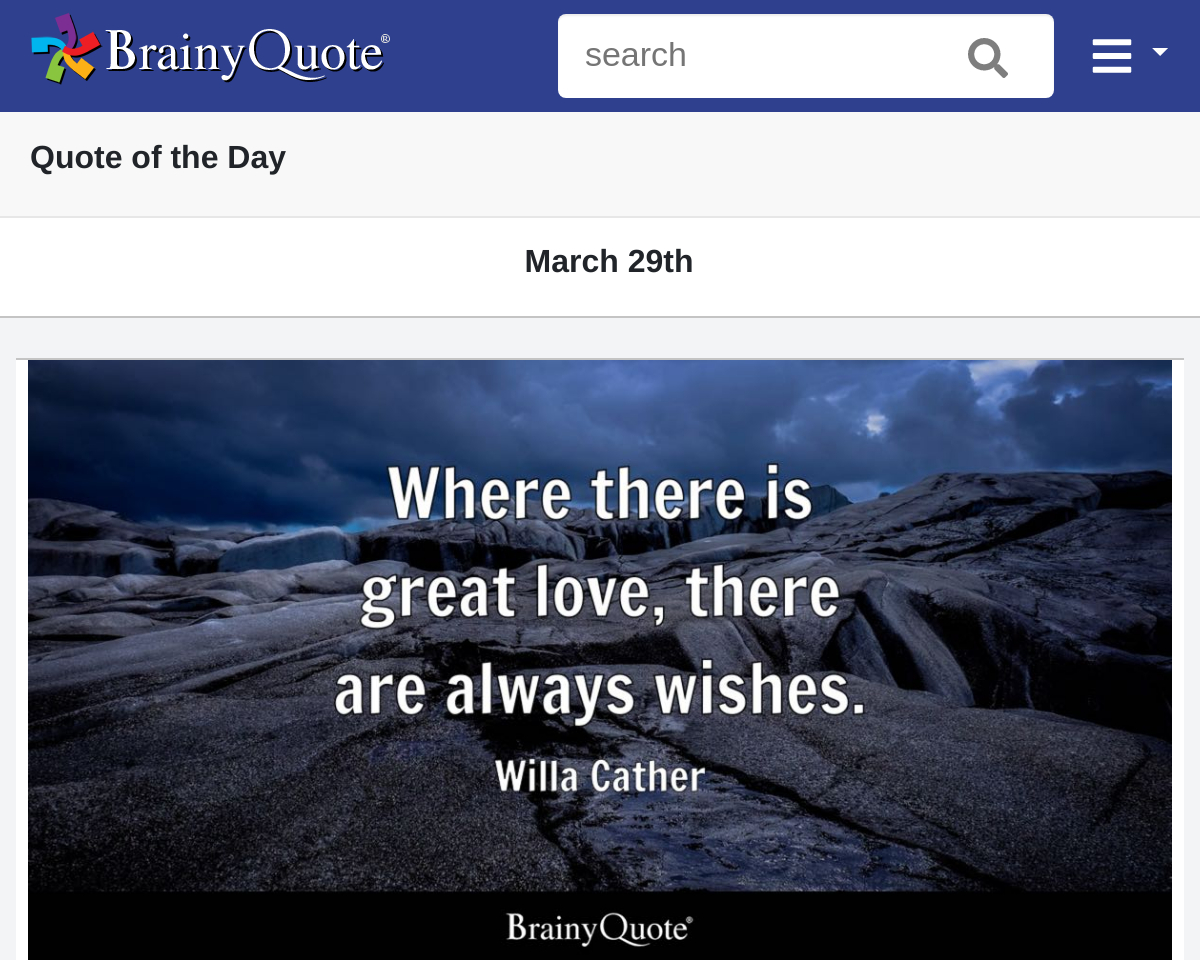 BrainyQuote®
search
Quote of the Day
March 29th
Where there is
great love, there
are always wishes.
Willa Cather
BrainyQuote®